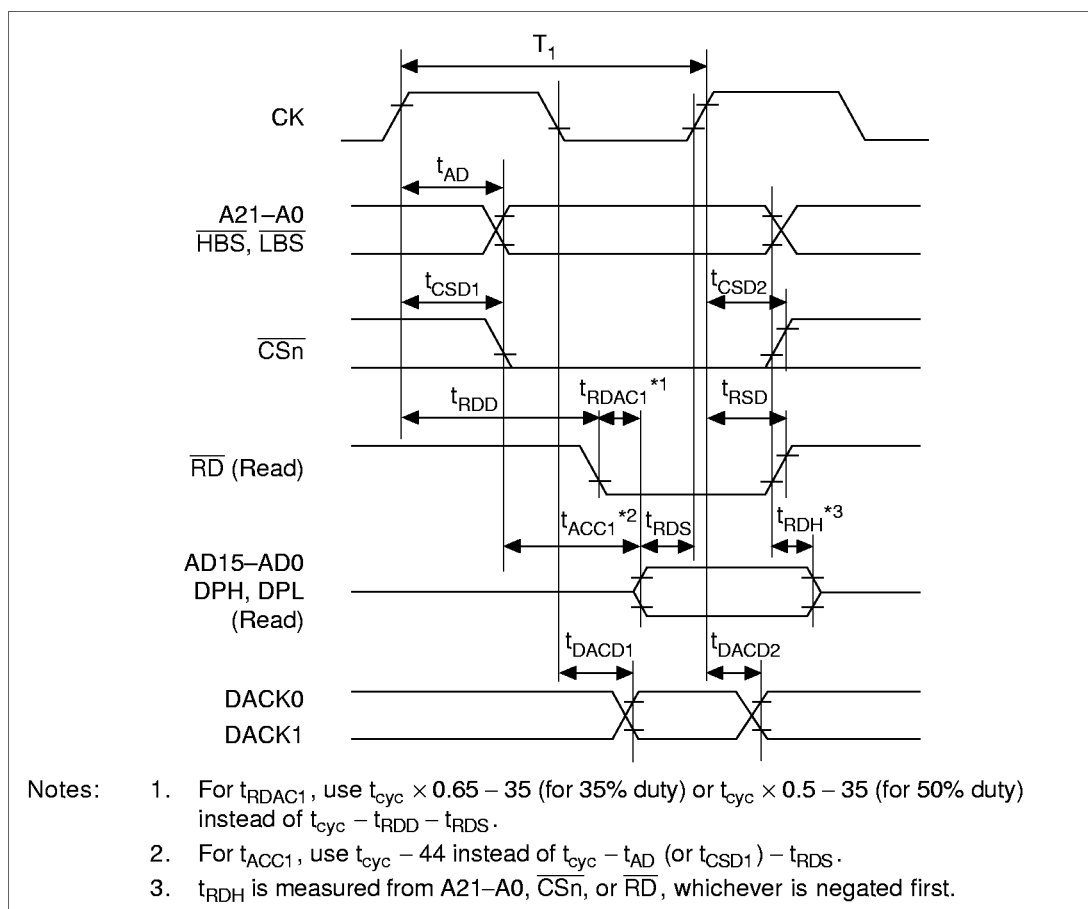 T1
CK
tAD
A21–A0
HBS, LBS
tCSD1
tCSD2
CSn
tRDD
tRDAC1*1
tRSD
RD (Read)
tACC1*2
tRDS
tRDH*3
AD15–AD0
DPH, DPL
(Read)
tDACD1
tDACD2
DACK0
DACK1
Notes: 1. For tRDAC1, use tcyc × 0.65 – 35 (for 35% duty) or tcyc × 0.5 – 35 (for 50% duty)
instead of tcyc – tRDD – tRDS.
2. For tACC1, use tcyc – 44 instead of tcyc – tAD (or tCSD1) – tRDS.
3. tRDH is measured from A21–A0, CSn, or RD, whichever is negated first.